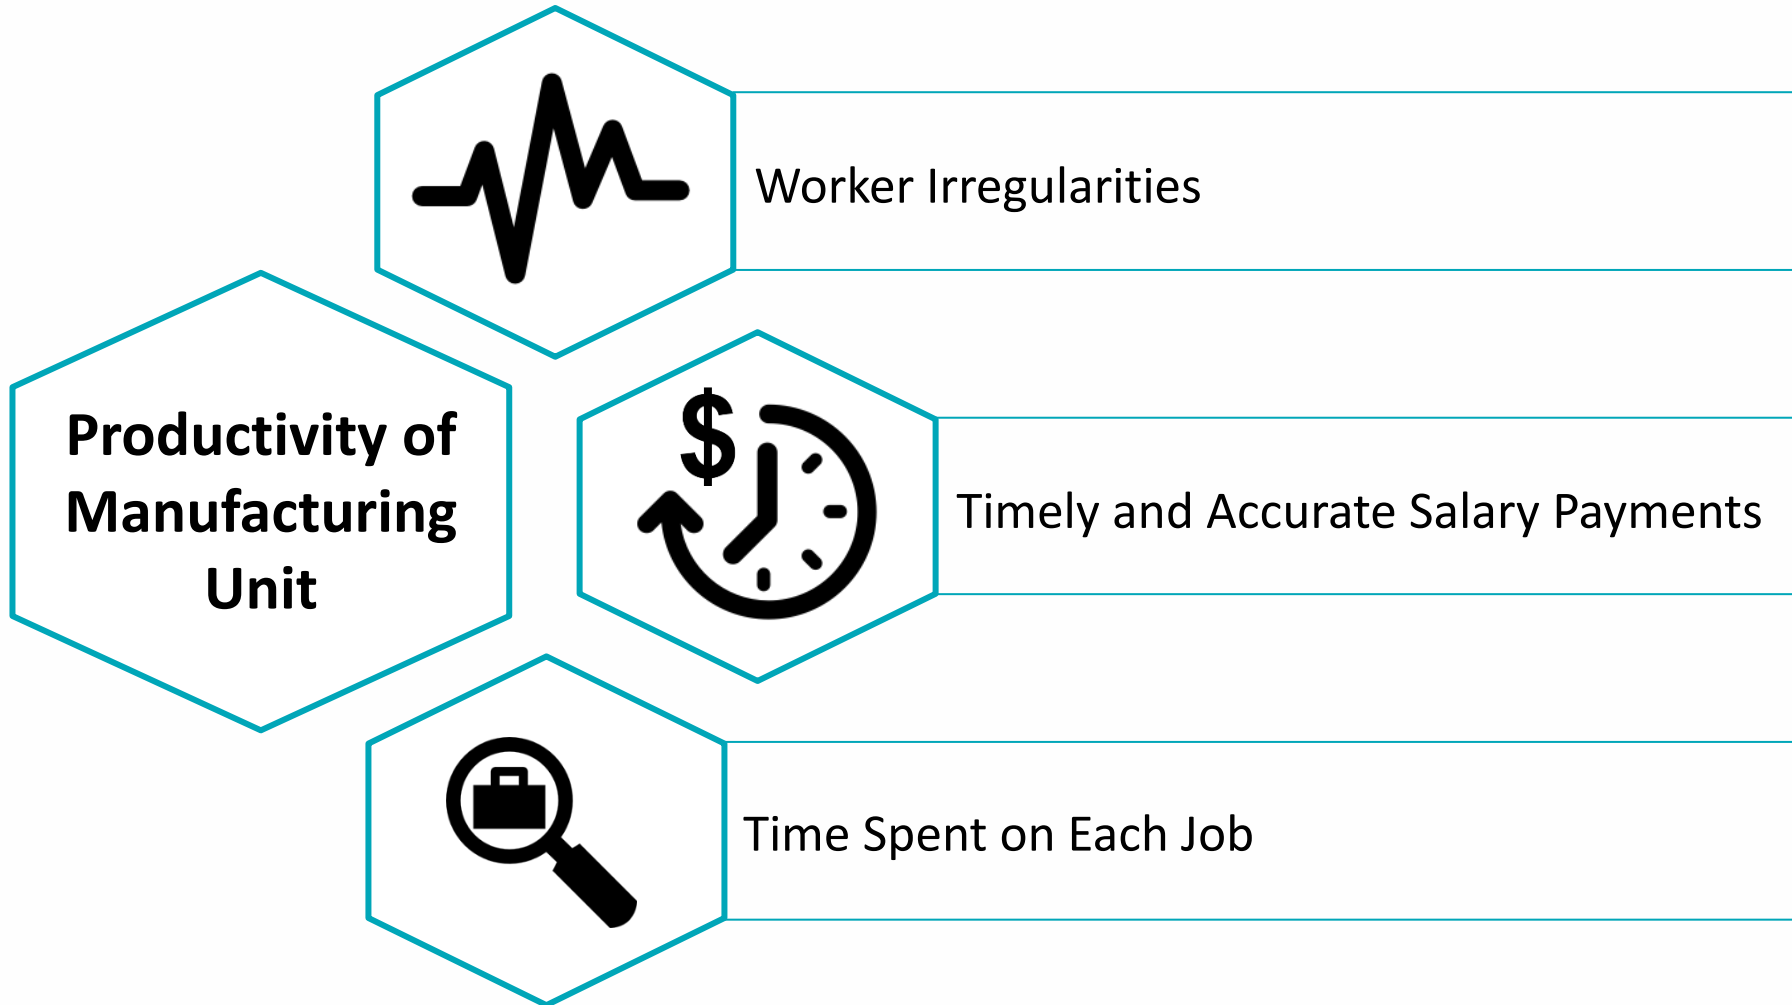 Worker Irregularities
Productivity of
Manufacturing
Unit
$
Timely and Accurate Salary Payments
Time Spent on Each Job